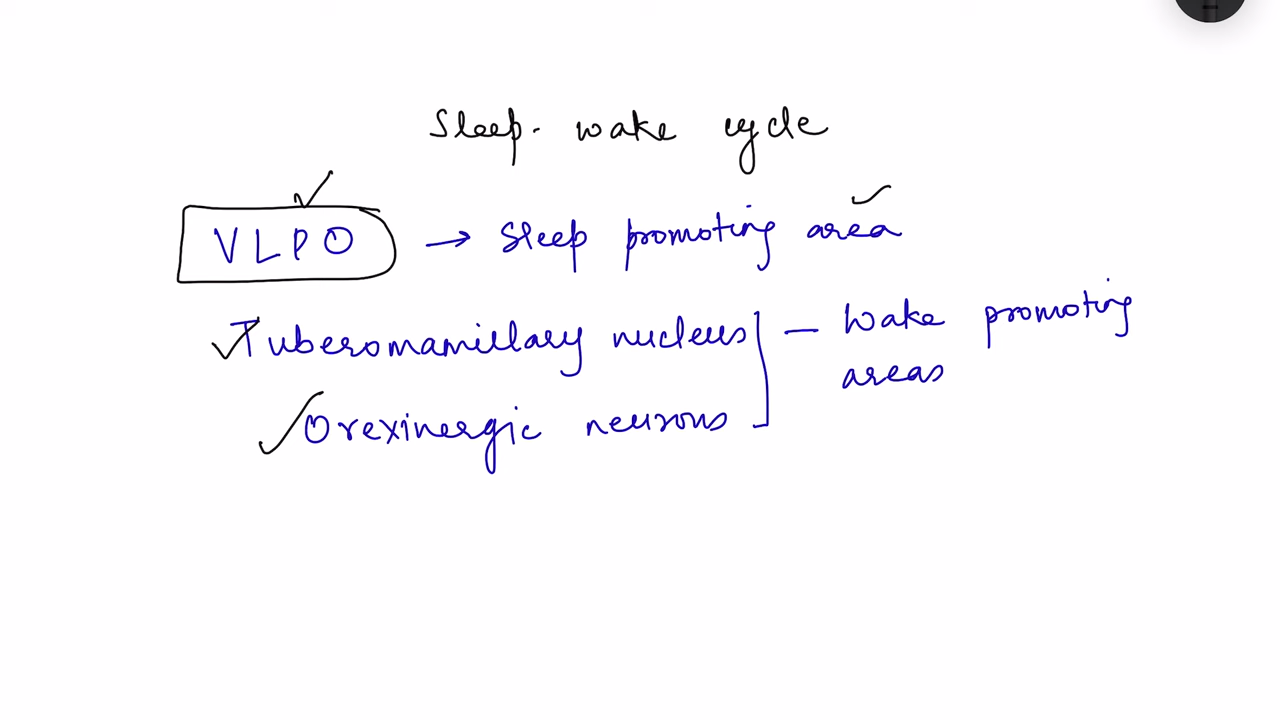 Sleep-wake cycle
VLPO → Sleep promoting area
Tuberomamillary nucleus — Wake promoting
areas
Orexinergic neurons